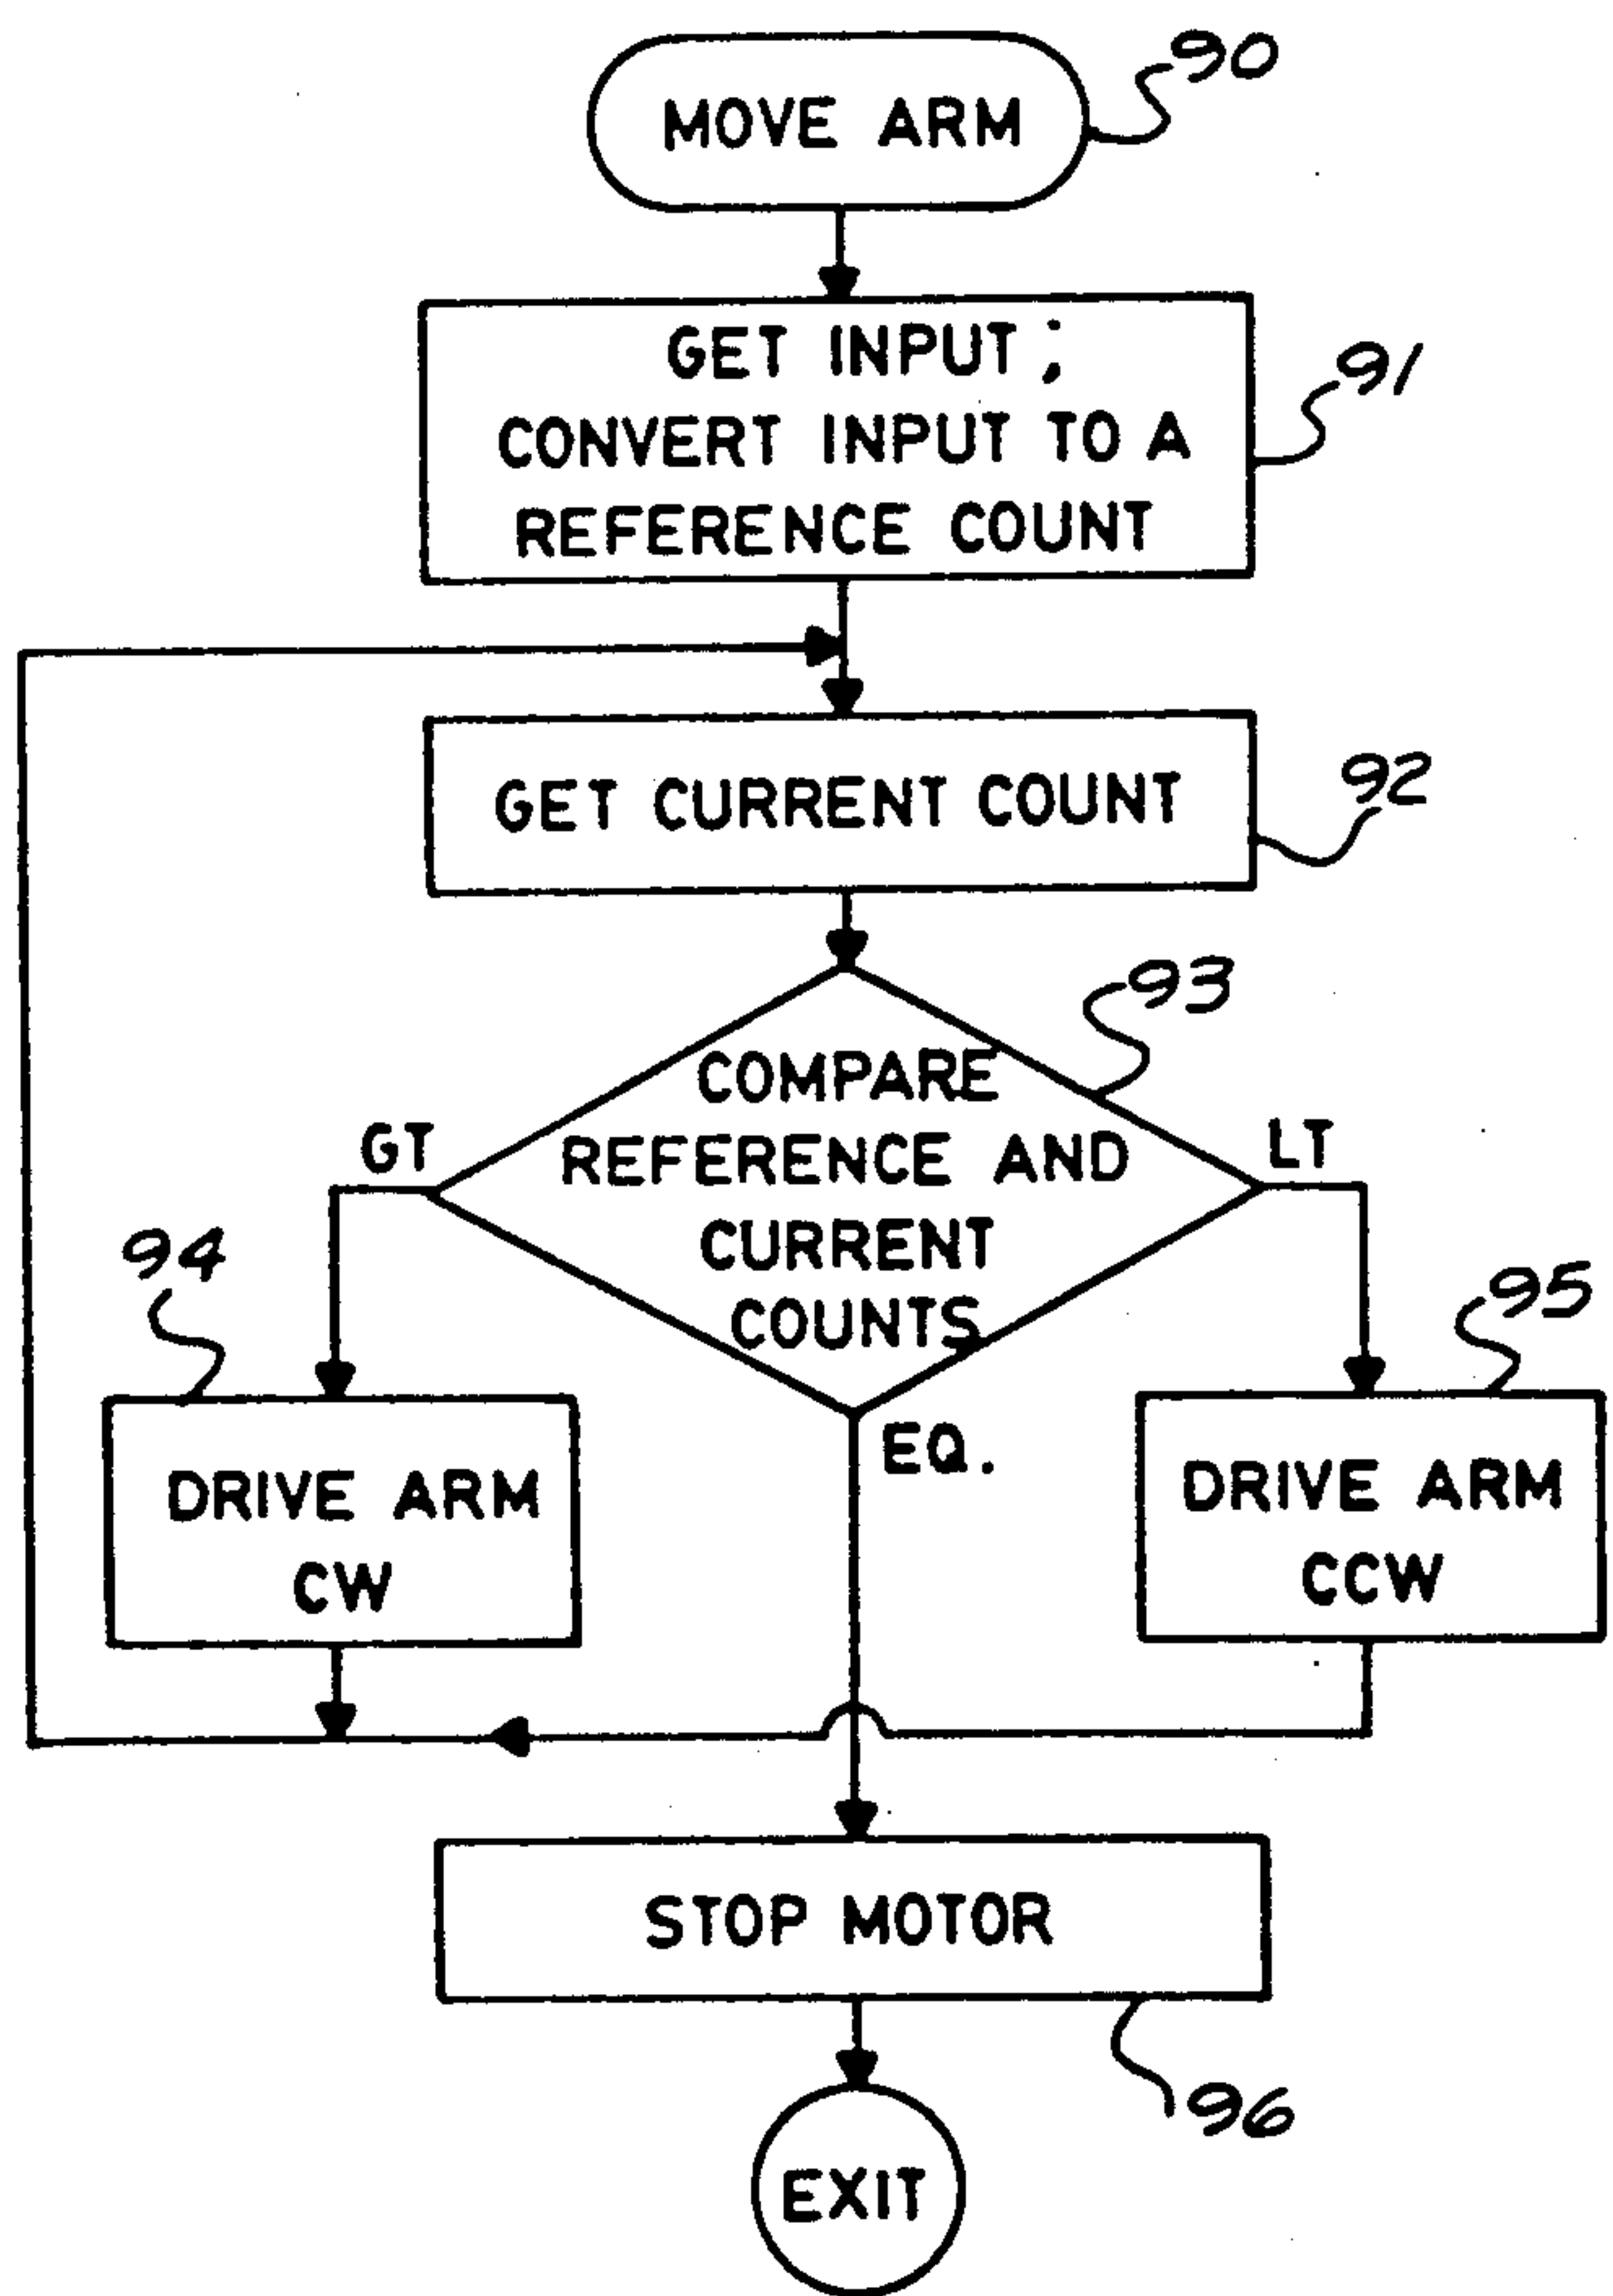 MOVE ARM
90
GET INPUT ;
CONVERT INPUT TO A
REFERENCE COUNT
91
GET CURRENT COUNT
92
COMPARE
REFERENCE AND
CURRENT
COUNTS
93
GT
LT
EQ.
94
DRIVE ARM
CW
95
DRIVE ARM
CCW
STOP MOTOR
96
EXIT